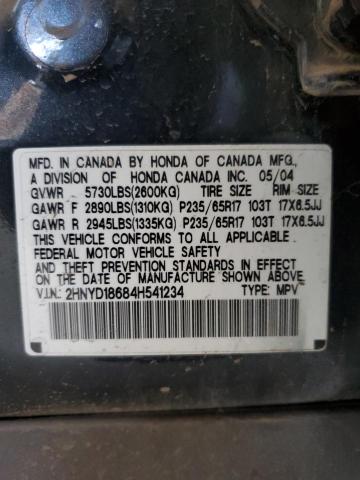 MFD. IN CANADA BY HONDA OF CANADA MFG.,
A DIVISION OF HONDA CANADA INC. 05/04
GVWR 5730LBS(2600KG) TIRE SIZE RIM SIZE
GAWR F 2890LBS(1310KG) P235/65R17 103T 17X6.5JJ
GAWR R 2945LBS(1335KG) P235/65R17 103T 17X6.5JJ
THIS VEHICLE CONFORMS TO ALL APPLICABLE
FEDERAL MOTOR VEHICLE SAFETY
AND THEFT PREVENTION STANDARDS IN EFFECT
ON THE DATE OF MANUFACTURE SHOWN ABOVE.
V.I.N.: 2HNYD18684H541234 TYPE: MPV